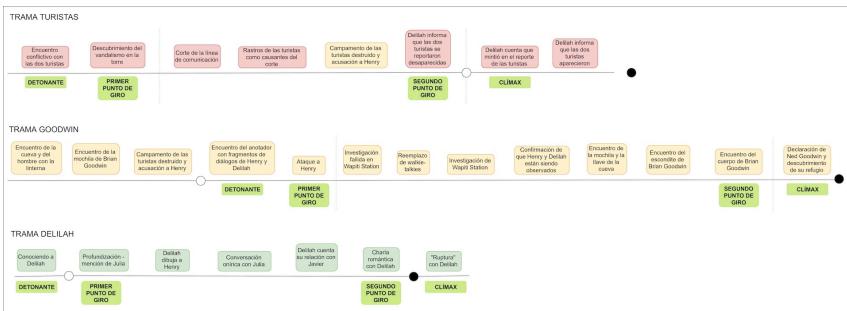 TRAMA TURISTAS
Encuentro
conflictivo con
las dos turistas
Descubrimiento del
vandalismo en la
torre
Corte de la línea
de comunicación
Rastros de las turistas
como causantes del
corte
Campamento de las
turistas destruido y
acusación a Henry
Delilah informa
que las dos
turistas se
reportaron
desaparecidas
Delilah cuenta que
mintió en el reporte
de las turistas
Delilah informa
que las dos
turistas
aparecieron
DETONANTE
PRIMER
PUNTO DE
GIRO
SEGUNDO
PUNTO DE
GIRO
CLÍMAX
TRAMA GOODWIN
Encuentro de la
cueva y del
hombre con la
linterna
Encuentro de la
mochila de Brian
Goodwin
Campamento de las
turistas destruido y
acusación a Henry
Encuentro del anotador
con fragmentos de
diálogos de Henry y
Delilah
Ataque a
Henry
Investigación
fallida en
Wapiti Station
Reemplazo
de walkie-
talkies
Investigación de
Wapiti Station
Confirmación de
que Henry y Delilah
están siendo
observados
Encuentro de
la mochila y la
llave de la
cueva
Encuentro del
escondite de
Brian Goodwin
Encuentro del
cuerpo de Brian
Goodwin
Declaración de
Ned Goodwin y
descubrimiento
de su refugio
DETONANTE
PRIMER
PUNTO DE
GIRO
SEGUNDO
PUNTO DE
GIRO
CLÍMAX
TRAMA DELILAH
Conociendo a
Delilah
Profundización -
mención de Julia
Delilah
dibuja a
Henry
Conversación
onírica con Julia
Delilah cuenta
su relación con
Javier
Charla
romántica
con Delilah
"Ruptura"
con Delilah
DETONANTE
PRIMER
PUNTO DE
GIRO
SEGUNDO
PUNTO DE
GIRO
CLÍMAX